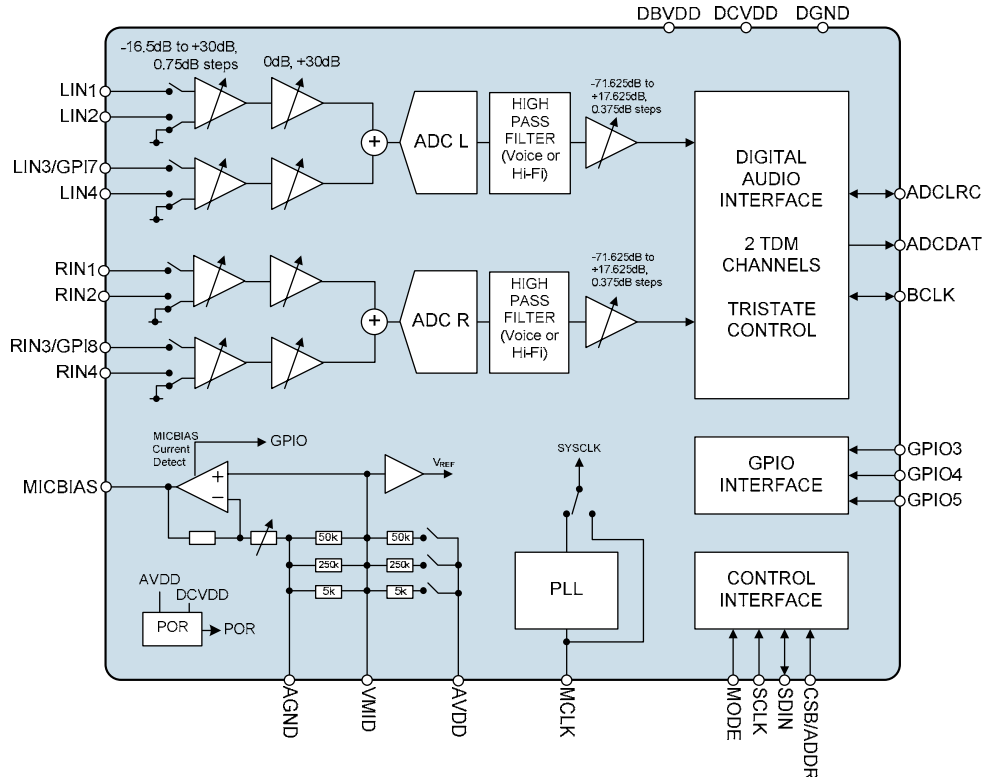 DBVDD DCVDD DGND
-16.5dB to +30dB,
0.75dB steps
0dB, +30dB
-71.625dB to
+17.625dB,
0.375dB steps
LIN1
LIN2
LIN3/GPI7
LIN4
ADC L
HIGH
PASS
FILTER
(Voice or
Hi-Fi)
DIGITAL
AUDIO
INTERFACE
2 TDM
CHANNELS
TRISTATE
CONTROL
ADCLRC
ADCDAT
BCLK
RIN1
RIN2
RIN3/GPI8
RIN4
ADC R
HIGH
PASS
FILTER
(Voice or
Hi-Fi)
-71.625dB to
+17.625dB,
0.375dB steps
MICBIAS
Current
Detect
GPIO
VREF
MICBIAS
50k 50k
250k 250k
5k 5k
AVDD
DCVDD
POR
POR
SYSCLK
PLL
GPIO
INTERFACE
GPIO3
GPIO4
GPIO5
CONTROL
INTERFACE
AGND
VMID
AVDD
MCLK
MODE
SCLK
SDIN
CSB/ADDR